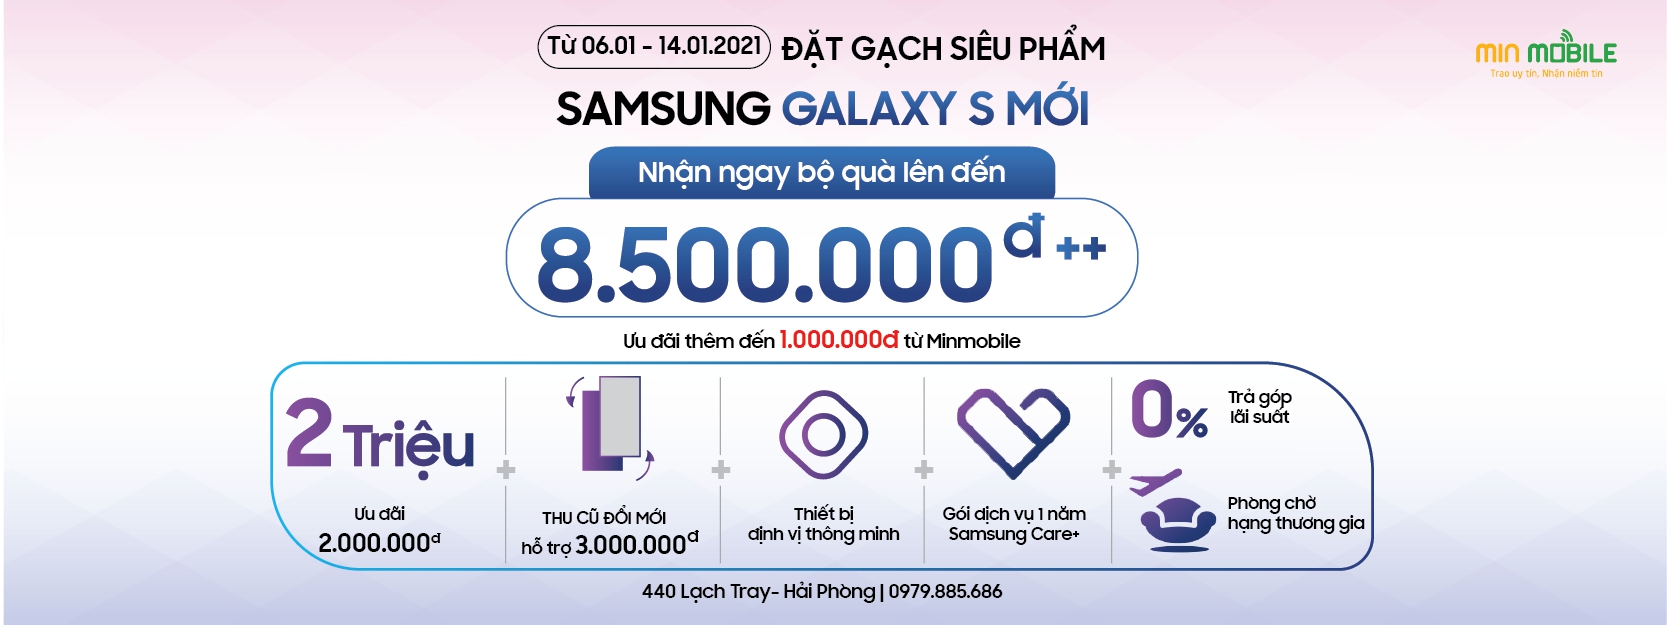 Từ 06.01 - 14.01.2021 ĐẶT GẠCH SIÊU PHẨM
min MOBILE
Trao uy tín, Nhận niềm tin
SAMSUNG GALAXY S MỚI
Nhận ngay bộ quà lên đến
8.500.000đ ++
Ưu đãi thêm đến 1.000.000đ từ Minmobile
2 Triệu
Ưu đãi
2.000.000đ
+
THU CŨ ĐỔI MỚI
hỗ trợ 3.000.000đ
+
Thiết bị
định vị thông minh
+
Gói dịch vụ 1 năm
Samsung Care+
+
0%
Trả góp
lãi suất
Phòng chờ
hạng thương gia
440 Lạch Tray- Hải Phòng | 0979.885.686